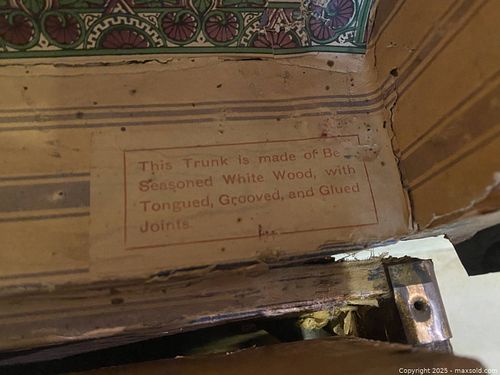 This Trunk is made of Be
Seasoned White Wood, with
Tongued, Grooved, and Glued
Joints.
Copyright 2025 - maxsold.com